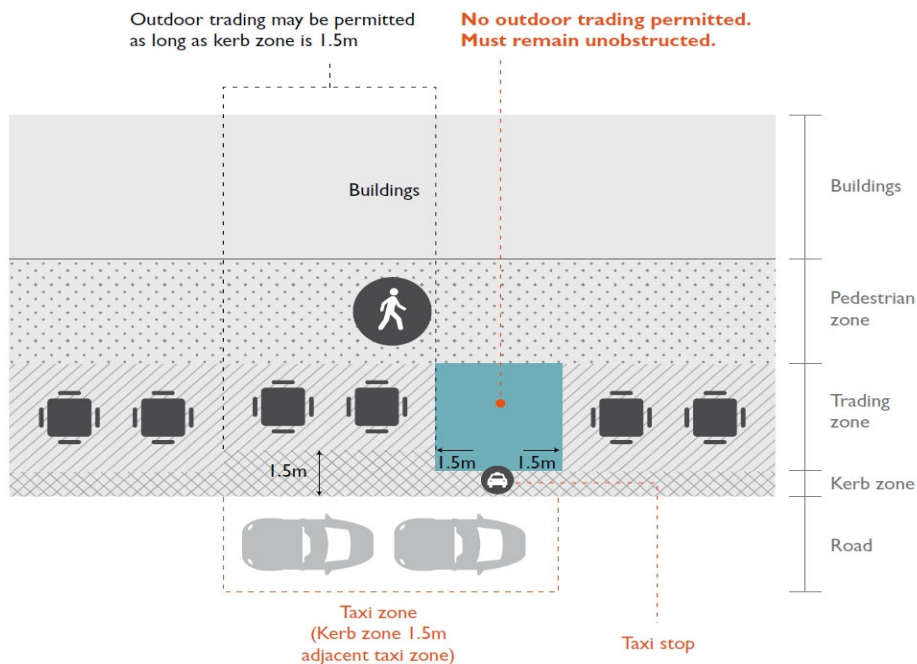 Outdoor trading may be permitted
as long as kerb zone is 1.5m
No outdoor trading permitted.
Must remain unobstructed.
Buildings
Buildings
Pedestrian
zone
Trading
zone
1.5m
1.5m
1.5m
Kerb zone
Road
Taxi zone
(Kerb zone 1.5m
adjacent taxi zone)
Taxi stop